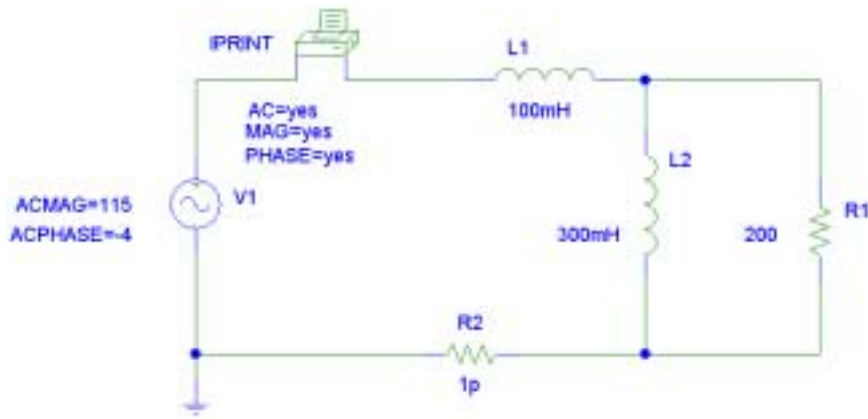 IPRINT
L1
AC=yes
MAG=yes
PHASE=yes
100mH
L2
ACMAG=115
ACPHASE=-4
V1
300mH
200
R1
R2
1p